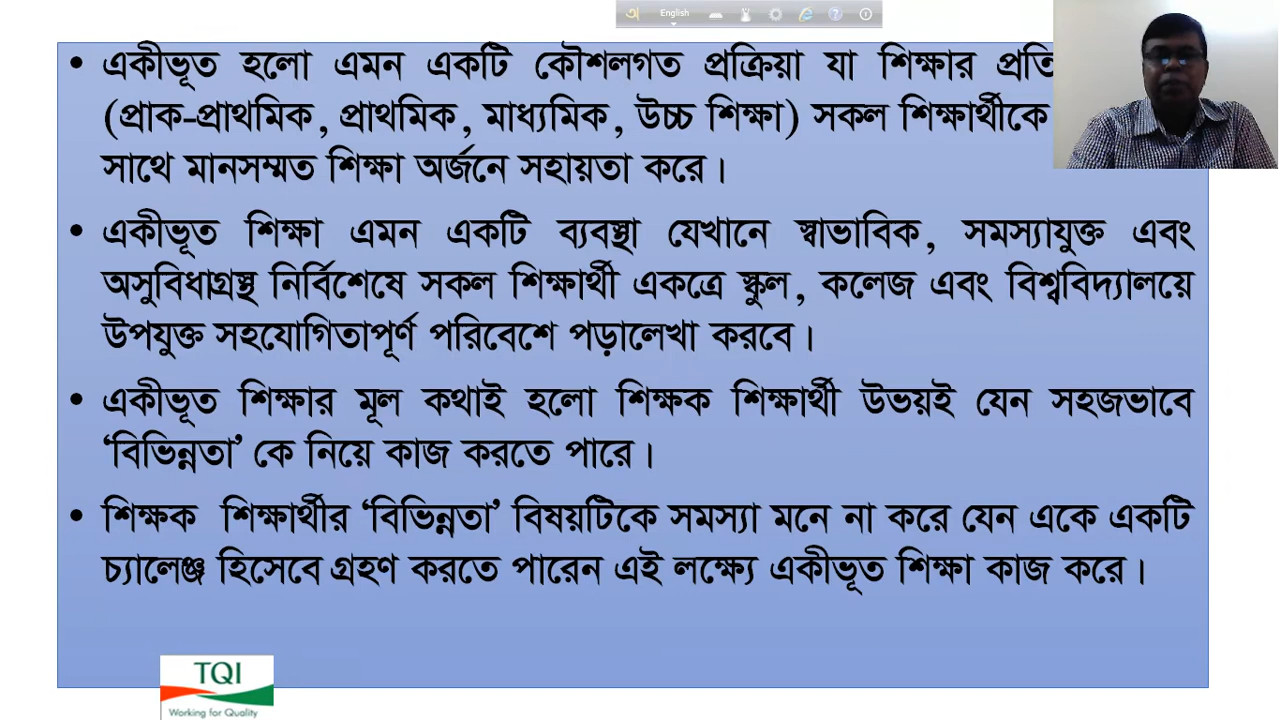 English
• একীভূত হলো এমন একটি কৌশলগত প্রক্রিয়া যা শিক্ষার
(প্রাক-প্রাথমিক, প্রাথমিক, মাধ্যমিক, উচ্চ শিক্ষা) সকল শিক্ষার্থীকে
সাথে মানসম্মত শিক্ষা অর্জনে সহায়তা করে।
• একীভূত শিক্ষা এমন একটি ব্যবস্থা যেখানে স্বাভাবিক, সমস্যাযুক্ত এবং
অসুবিধাগ্রস্থ নির্বিশেষে সকল শিক্ষার্থী একত্রে স্কুল, কলেজ এবং বিশ্ববিদ্যালয়ে
উপযুক্ত সহযোগিতাপূর্ণ পরিবেশে পড়ালেখা করবে।
• একীভূত শিক্ষার মূল কথাই হলো শিক্ষক শিক্ষার্থী উভয়ই যেন সহজভাবে
‘বিভিন্নতা’ কে নিয়ে কাজ করতে পারে।
• শিক্ষক শিক্ষার্থীর ‘বিভিন্নতা’ বিষয়টিকে সমস্যা মনে না করে যেন একে একটি
চ্যালেঞ্জ হিসেবে গ্রহণ করতে পারেন এই লক্ষ্যে একীভূত শিক্ষা কাজ করে।
TQI
Working for Quality